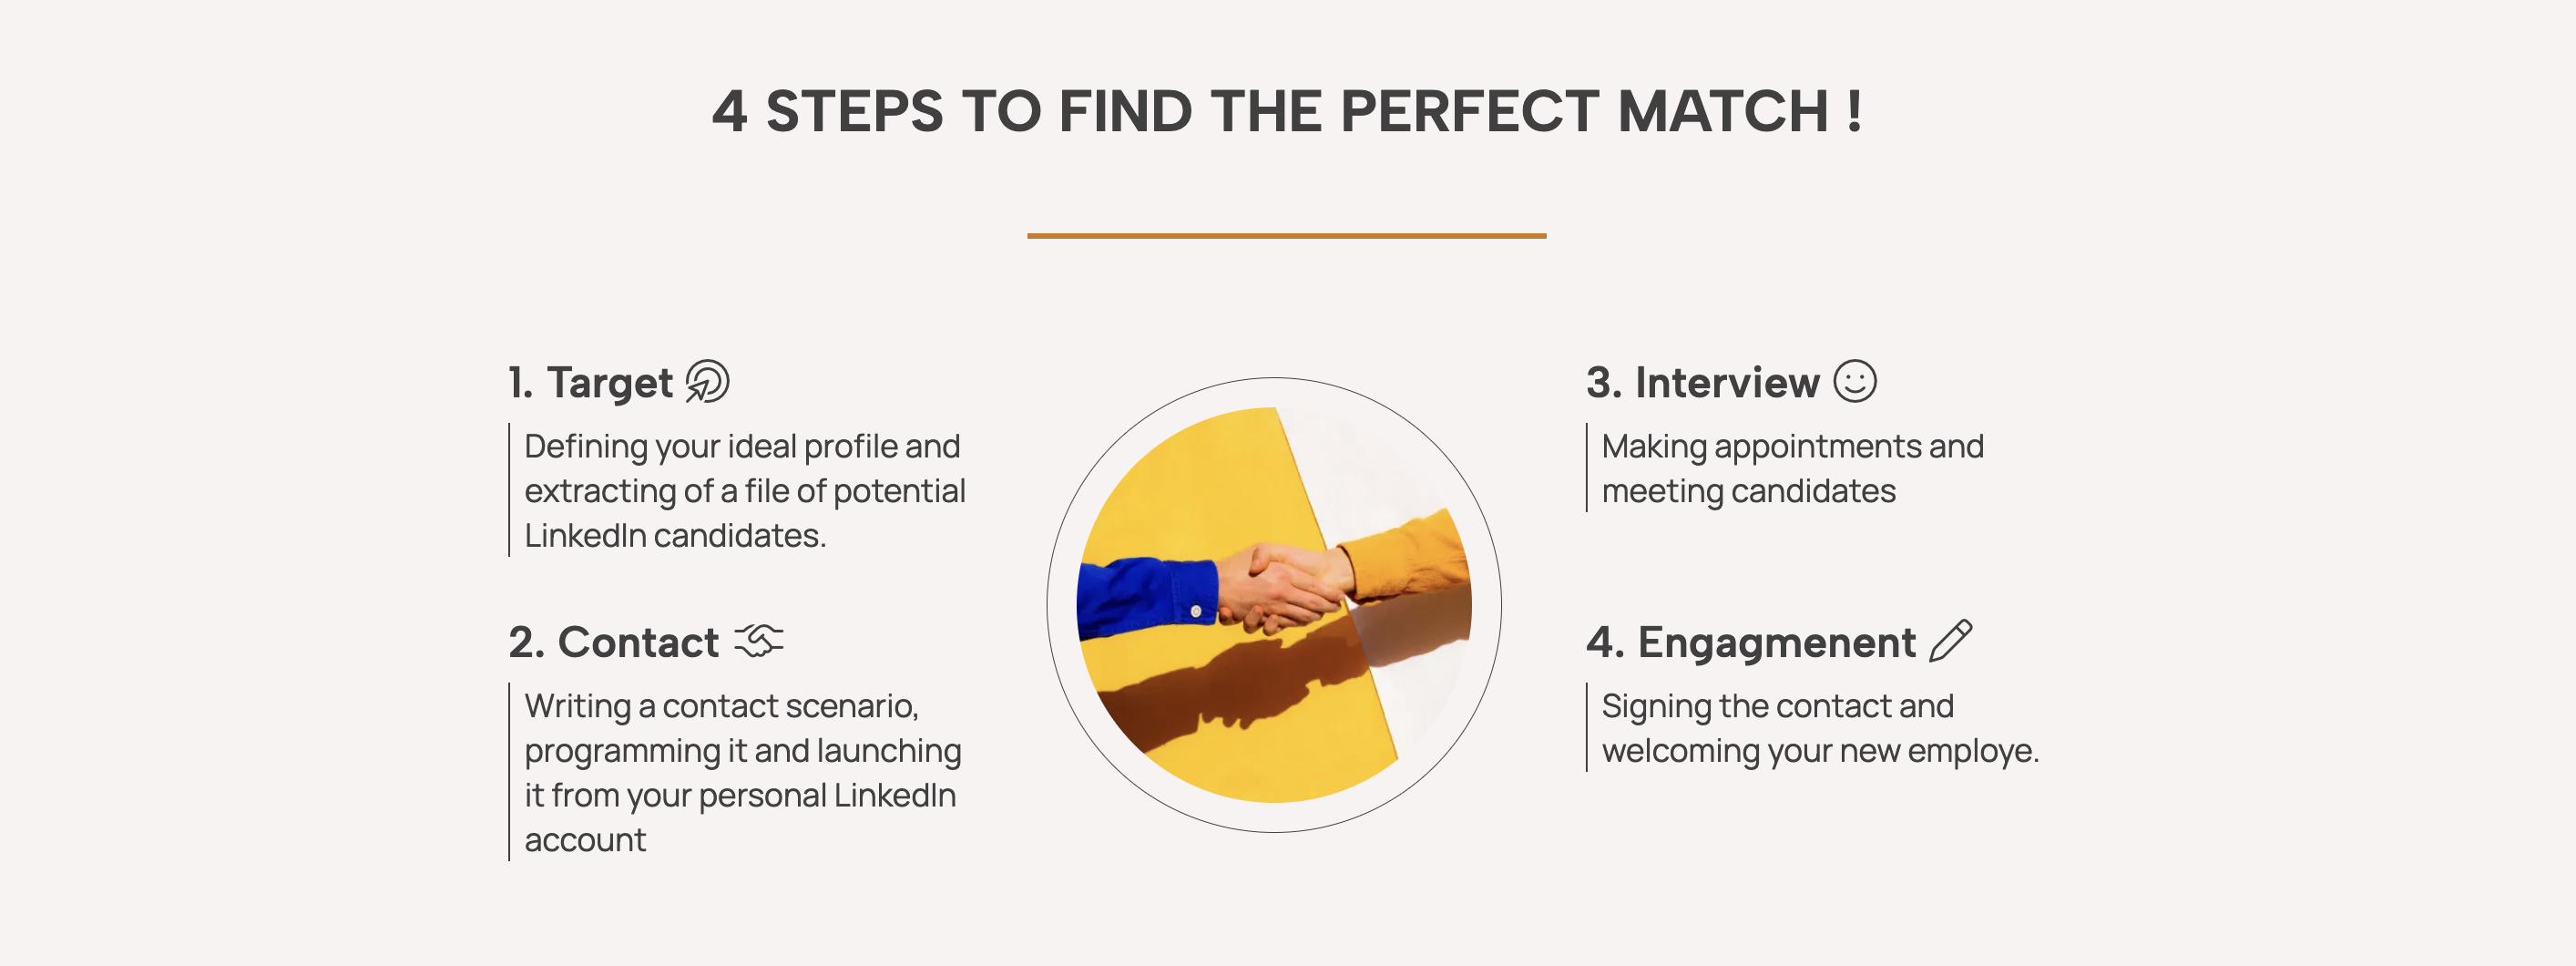 4 STEPS TO FIND THE PERFECT MATCH !
1. Target
Defining your ideal profile and
extracting of a file of potential
LinkedIn candidates.
2. Contact
Writing a contact scenario,
programming it and launching
it from your personal LinkedIn
account
3. Interview
Making appointments and
meeting candidates
4. Engagmenent
Signing the contact and
welcoming your new employe.